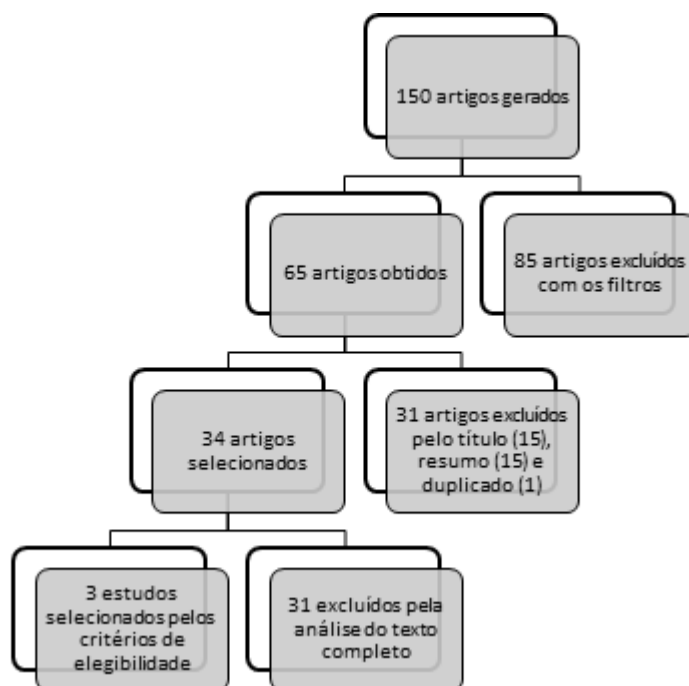 150 artigos gerados
65 artigos obtidos
85 artigos excluídos
com os filtros
34 artigos
selecionados
31 artigos excluídos
pelo título (15),
resumo (15) e
duplicado (1)
3 estudos
selecionados pelos
critérios de
elegibilidade
31 excluídos pela
análise do texto
completo